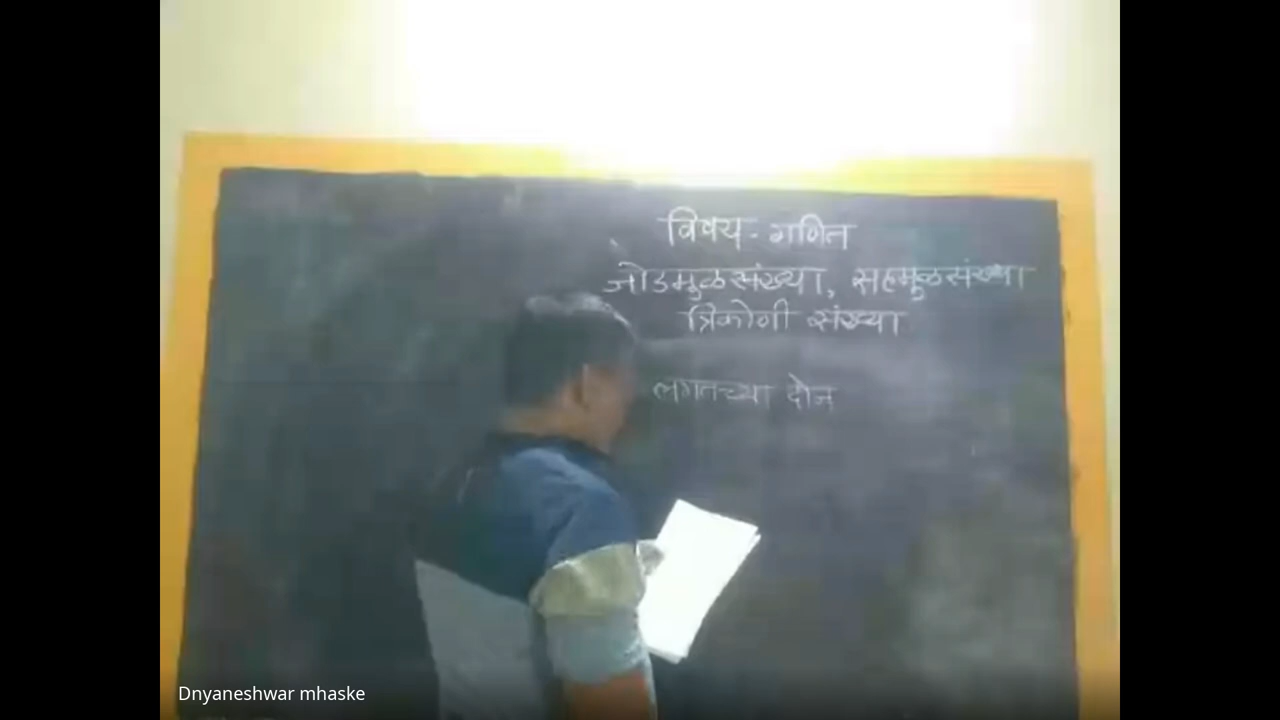 विषय - गणित
जोडमुळसंख्या, सहमुळसंख्या
त्रिकोणी संख्या
लगतच्या दोन
Dnyaneshwar mhaske